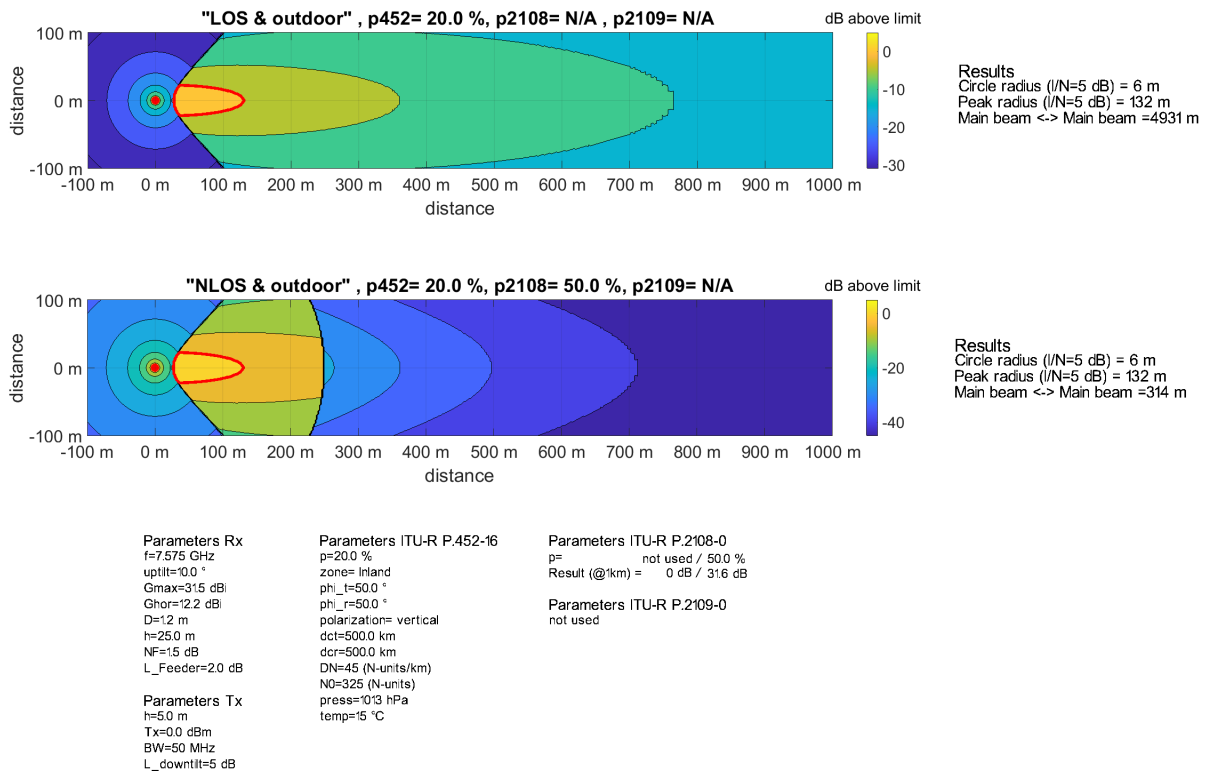 "LOS & outdoor" , p452= 20.0 %, p2108= N/A , p2109= N/A
dB above limit
100 m
0 m
-100 m
distance
-100 m 0 m 100 m 200 m 300 m 400 m 500 m 600 m 700 m 800 m 900 m 1000 m
distance
0
-10
-20
-30
Results
Circle radius (I/N=5 dB) = 6 m
Peak radius (I/N=5 dB) = 132 m
Main beam <-> Main beam =4931 m
"NLOS & outdoor" , p452= 20.0 %, p2108= 50.0 %, p2109= N/A
dB above limit
100 m
0 m
-100 m
distance
-100 m 0 m 100 m 200 m 300 m 400 m 500 m 600 m 700 m 800 m 900 m 1000 m
distance
0
-20
-40
Results
Circle radius (I/N=5 dB) = 6 m
Peak radius (I/N=5 dB) = 132 m
Main beam <-> Main beam =314 m
Parameters Rx
f=7.575 GHz
uptilt=10.0 °
Gmax=31.5 dBi
Ghor=12.2 dBi
D=1.2 m
h=25.0 m
NF=1.5 dB
L_Feeder=2.0 dB
Parameters Tx
h=5.0 m
Tx=0.0 dBm
BW=50 MHz
L_downtilt=5 dB
Parameters ITU-R P.452-16
p=20.0 %
zone= Inland
phi_t=50.0 °
phi_r=50.0 °
polarization= vertical
dct=500.0 km
dcr=500.0 km
DN=45 (N-units/km)
N0=325 (N-units)
press=1013 hPa
temp=15 °C
Parameters ITU-R P.2108-0
p= not used / 50.0 %
Result (@1km) = 0 dB / 31.6 dB
Parameters ITU-R P.2109-0
not used